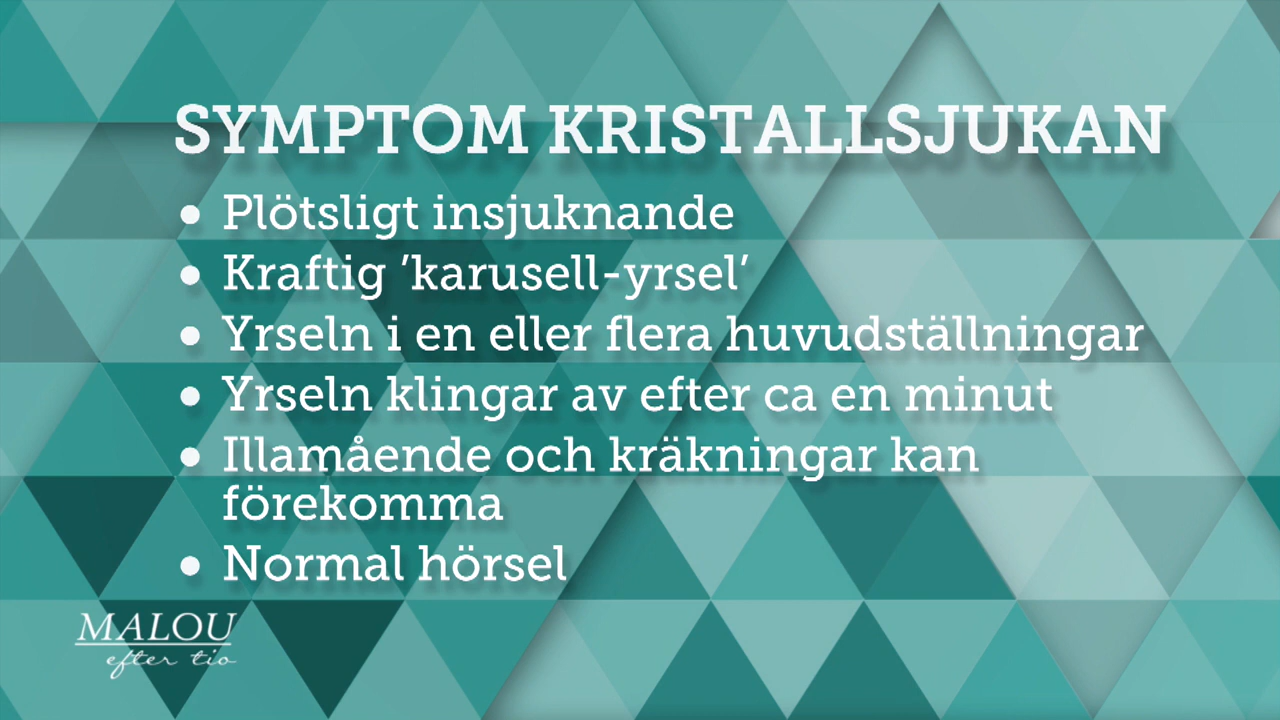 SYMPTOM KRISTALLSJUKAN
• Plötsligt insjuknande
• Kraftig ’karusell-yrsel’
• Yrseln i en eller flera huvudställningar
• Yrseln klingar av efter ca en minut
• Illamående och kräkningar kan
förekomma
• Normal hörsel
MALOU
efter tio